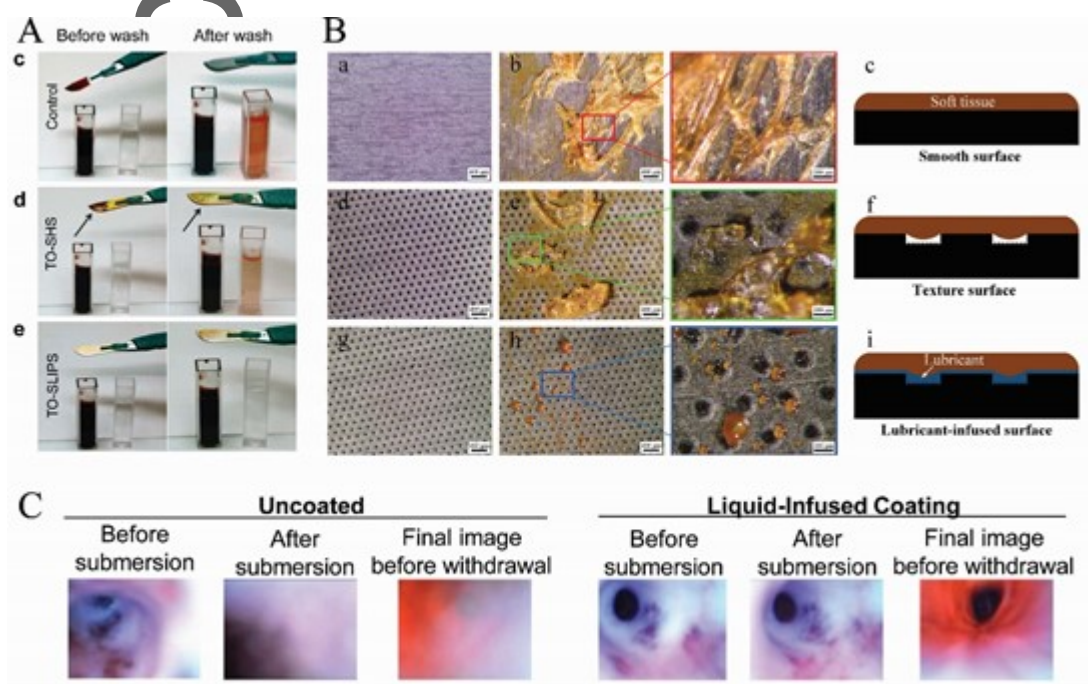 A
Before wash After wash
B
c
Control
d
TO-SHS
e
TO-SLIPS
a
b
c
Soft tissue
Smooth surface
d
e
f
Texture surface
g
h
i
Lubricant
Lubricant-infused surface
C
Uncoated
Before submersion
After submersion
Final image before withdrawal
Liquid-Infused Coating
Before submersion
After submersion
Final image before withdrawal